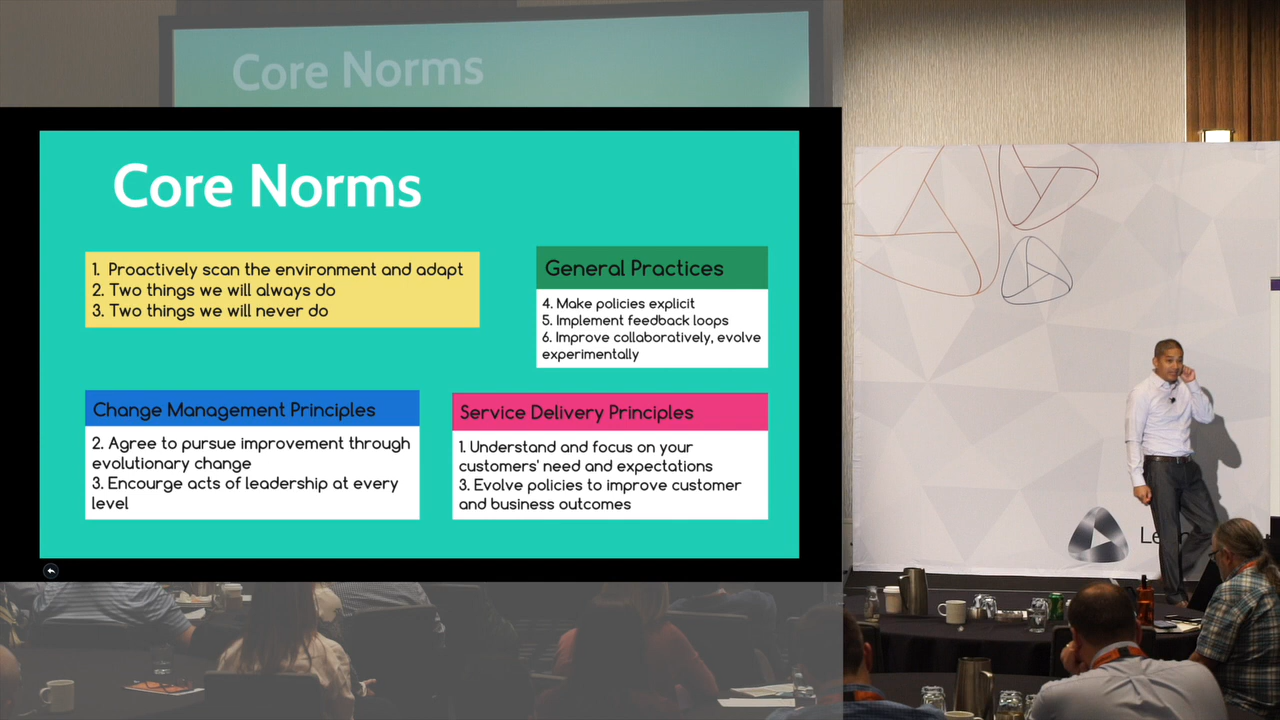 Core Norms
Core Norms
1. Proactively scan the environment and adapt
2. Two things we will always do
3. Two things we will never do
General Practices
4. Make policies explicit
5. Implement feedback loops
6. Improve collaboratively, evolve
experimentally
Change Management Principles
2. Agree to pursue improvement through
evolutionary change
3. Encourge acts of leadership at every
level
Service Delivery Principles
1. Understand and focus on your
customers' need and expectations
3. Evolve policies to improve customer
and business outcomes